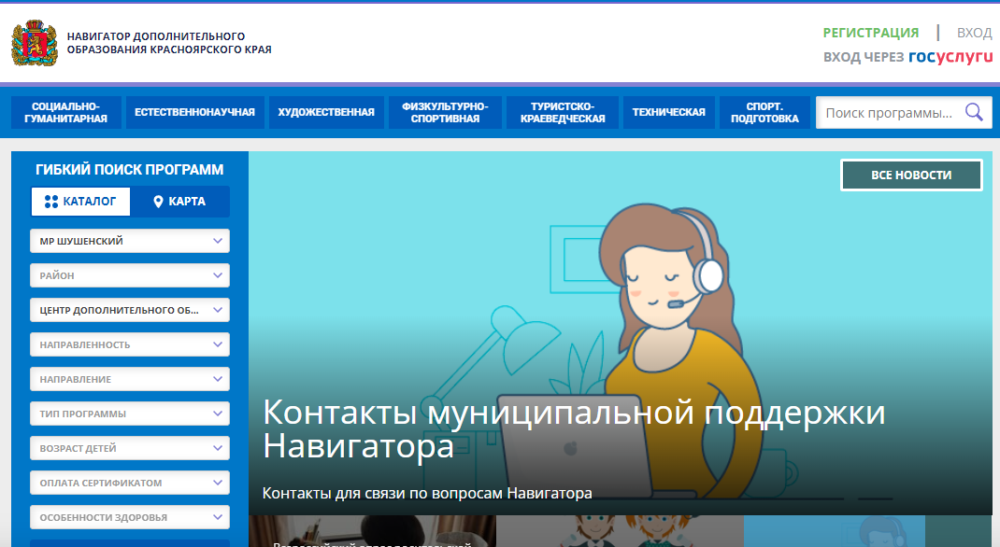 НАВИГАТОР ДОПОЛНИТЕЛЬНОГО
ОБРАЗОВАНИЯ КРАСНОЯРСКОГО КРАЯ
РЕГИСТРАЦИЯ | ВХОД
ВХОД ЧЕРЕЗ госуслуги
СОЦИАЛЬНО-
ГУМАНИТАРНАЯ
ЕСТЕСТВЕННОНАУЧНАЯ
ХУДОЖЕСТВЕННАЯ
ФИЗКУЛЬТУРНО-
СПОРТИВНАЯ
ТУРИСТСКО-
КРАЕВЕДЧЕСКАЯ
ТЕХНИЧЕСКАЯ
СПОРТ.
ПОДГОТОВКА
Поиск программы...
ГИБКИЙ ПОИСК ПРОГРАММ
КАТАЛОГ
КАРТА
МР ШУШЕНСКИЙ
РАЙОН
ЦЕНТР ДОПОЛНИТЕЛЬНОГО ОБ...
НАПРАВЛЕННОСТЬ
НАПРАВЛЕНИЕ
ТИП ПРОГРАММЫ
ВОЗРАСТ ДЕТЕЙ
ОПЛАТА СЕРТИФИКАТОМ
ОСОБЕННОСТИ ЗДОРОВЬЯ
ВСЕ НОВОСТИ
Контакты муниципальной поддержки
Навигатора
Контакты для связи по вопросам Навигатора